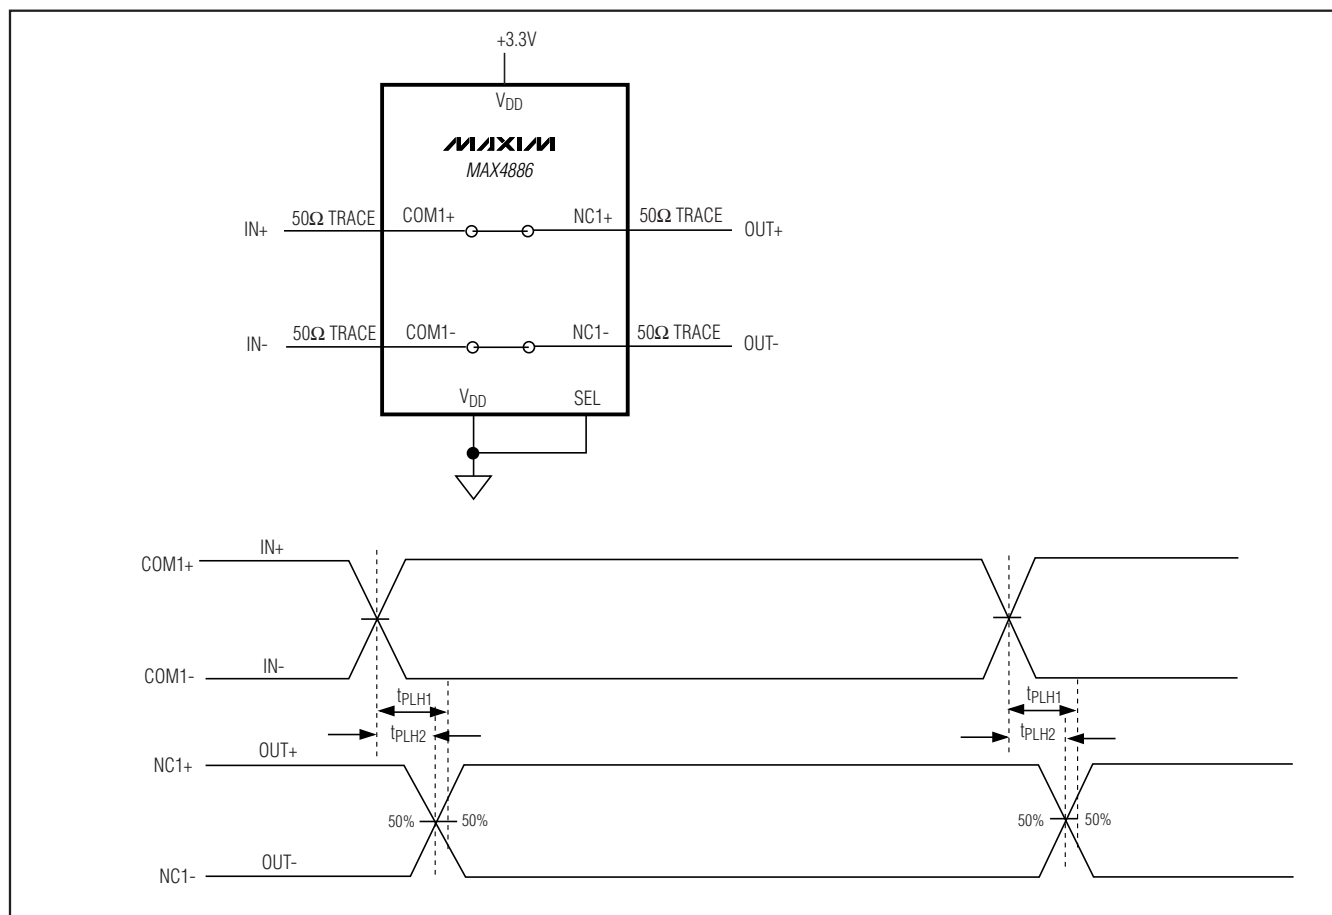 +3.3V
VDD
MAXIM
MAX4886
IN+ 50Ω TRACE COM1+ NC1+ 50Ω TRACE OUT+
IN- 50Ω TRACE COM1- NC1- 50Ω TRACE OUT-
VDD SEL
COM1+ IN+
COM1- IN-
tPLH1 tPLH1
tPLH2 tPLH2
NC1+ OUT+
50% 50% 50% 50%
NC1- OUT-